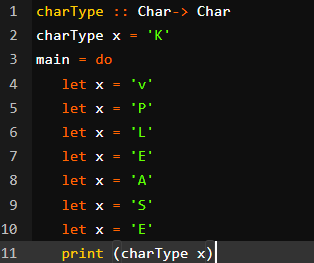 1 charType :: Char-> Char
2 charType x = 'K'
3 main = do
4 let x = 'v'
5 let x = 'P'
6 let x = 'L'
7 let x = 'E'
8 let x = 'A'
9 let x = 'S'
10 let x = 'E'
11 print (charType x)